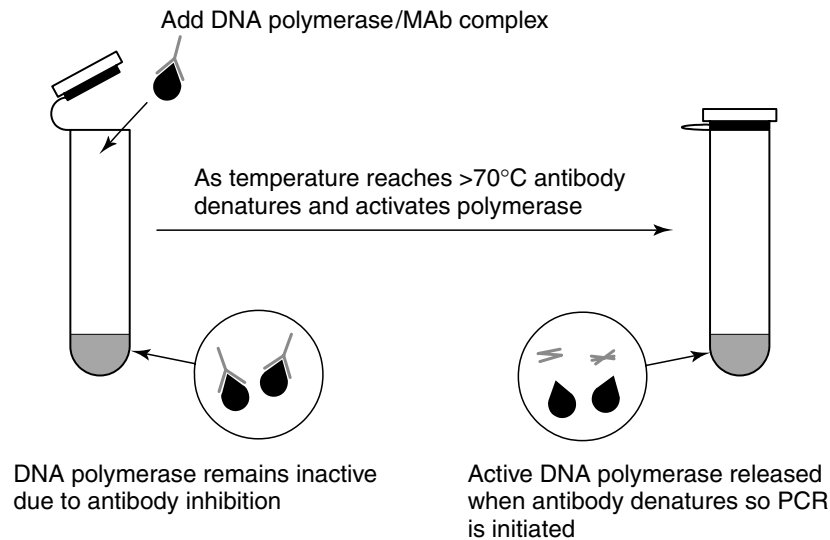 Add DNA polymerase/MAb complex
As temperature reaches >70°C antibody
denatures and activates polymerase
DNA polymerase remains inactive
due to antibody inhibition
Active DNA polymerase released
when antibody denatures so PCR
is initiated